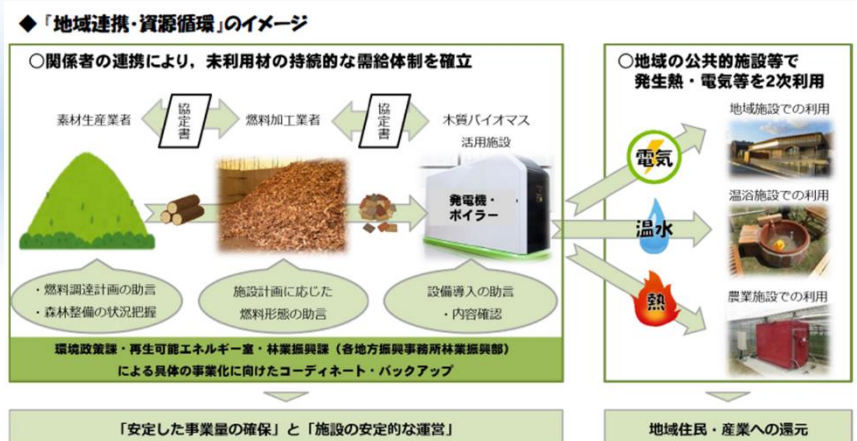 ◆『地域連携・資源循環』のイメージ
○関係者の連携により，未利用材の持続的な需給体制を確立
素材生産業者
協定書
燃料加工業者
協定書
木質バイオマス
活用施設
発電機・
ボイラー
・燃料調達計画の助言
・森林整備の状況把握
施設計画に応じた
燃料形態の助言
設備導入の助言
・内容確認
環境政策課・再生可能エネルギー室・林業振興課（各地方振興事務所林業振興部）
による具体の事業化に向けたコーディネート・バックアップ
「安定した事業量の確保」と「施設の安定的な運営」
○地域の公共的施設等で
発生熱・電気等を2次利用
電気
温水
熱
地域施設での利用
温浴施設での利用
農業施設での利用
地域住民・産業への還元